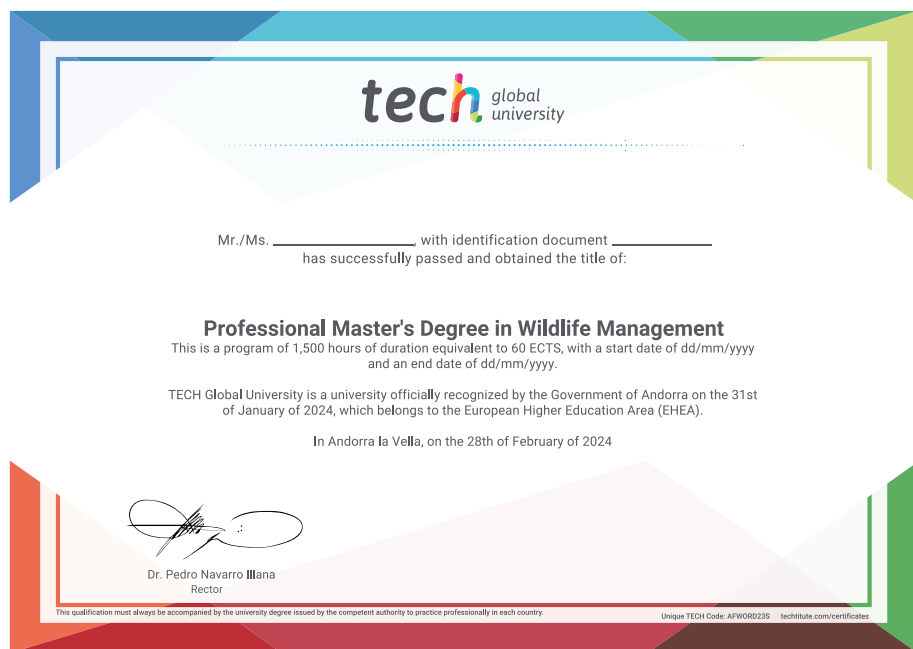 tech global university
Mr./Ms. ____________, with identification document ____________
has successfully passed and obtained the title of:
Professional Master's Degree in Wildlife Management
This is a program of 1,500 hours of duration equivalent to 60 ECTS, with a start date of dd/mm/yyyy
and an end date of dd/mm/yyyy.
TECH Global University is a university officially recognized by the Government of Andorra on the 31st
of January of 2024, which belongs to the European Higher Education Area (EHEA).
In Andorra la Vella, on the 28th of February of 2024
Dr. Pedro Navarro Illana
Rector
This qualification must always be accompanied by the university degree issued by the competent authority to practice professionally in each country.
Unique TECH Code: AFWORD23S techtitute.com/certificates